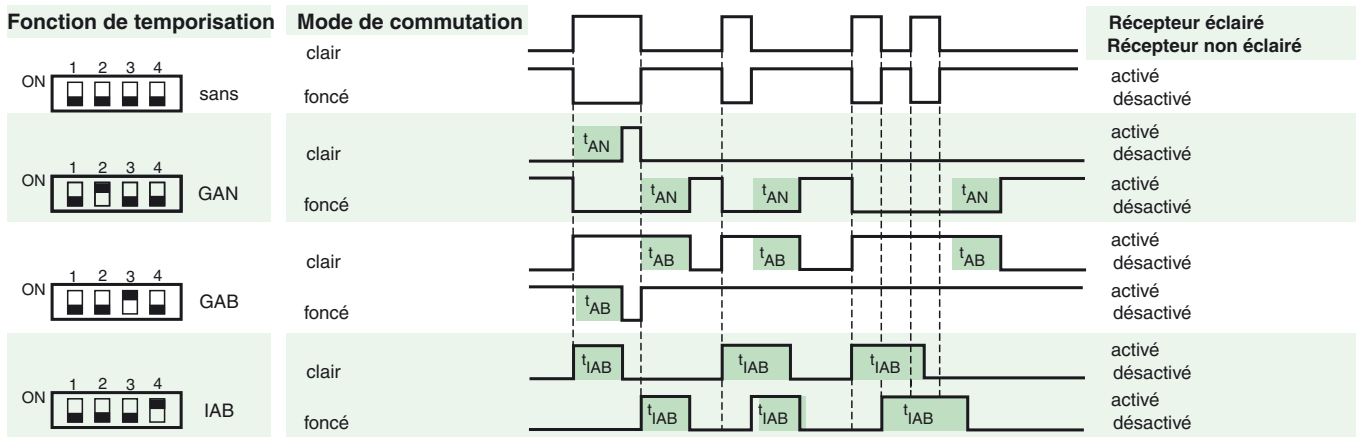 Fonction de temporisation Mode de commutation Récepteur éclairé
clair Récepteur non éclairé
1 2 3 4
ON sans
foncé
activé
désactivé
clair tAN activé
désactivé
1 2 3 4
ON GAN
foncé tAN tAN tAN activé
désactivé
clair tAB tAB tAB activé
désactivé
1 2 3 4
ON GAB
foncé tAB activé
désactivé
clair tIAB tIAB tIAB activé
désactivé
1 2 3 4
ON IAB
foncé tIAB tIAB tIAB activé
désactivé